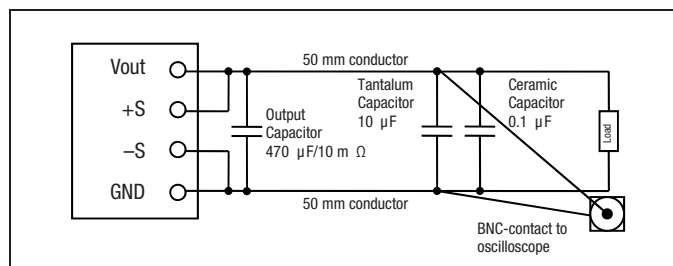 Vout
+S
−S
GND
50 mm conductor
Output
Capacitor
470 µF/10 m Ω
Tantalum
Capacitor
10 µF
Ceramic
Capacitor
0.1 µF
Load
50 mm conductor
BNC-contact to
oscilloscope